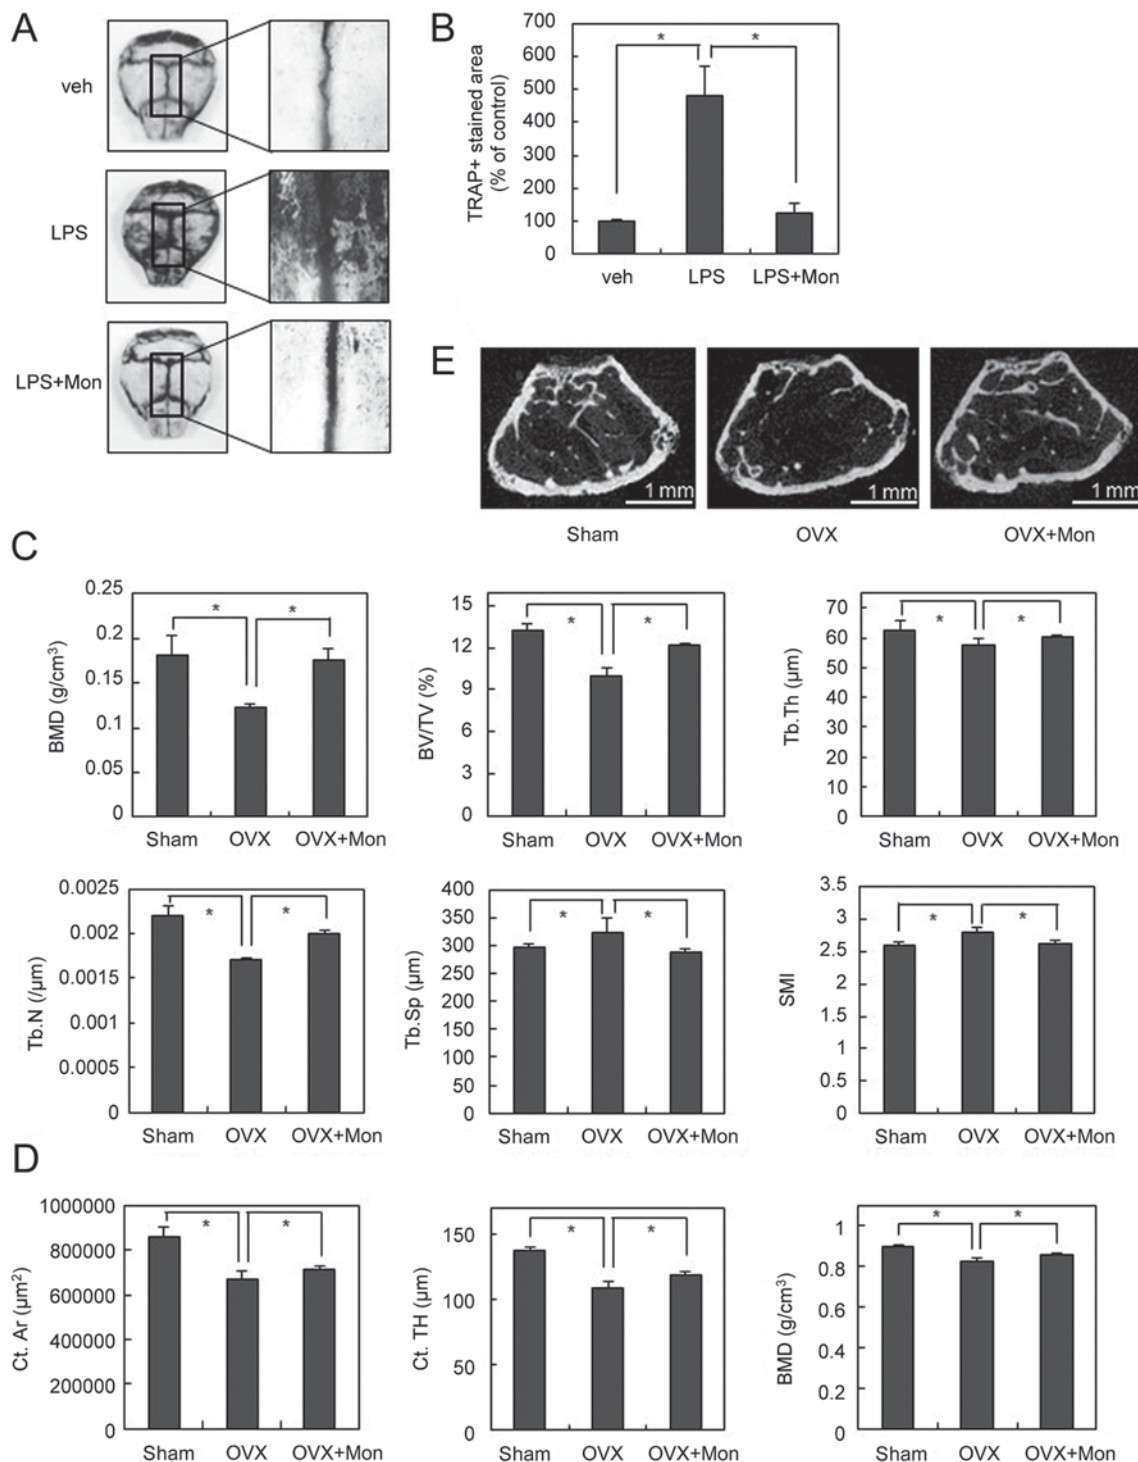 A
veh
LPS
LPS+Mon
B
TRAP+ stained area
(% of control)
700
600
500
400
300
200
100
0
*
*
veh LPS LPS+Mon
E
1 mm
1 mm
1 mm
Sham OVX OVX+Mon
C
BMD (g/cm³)
0.25
0.2
0.15
0.1
0.05
0
*
*
Sham OVX OVX+Mon
BV/TV (%)
15
12
9
6
3
0
*
*
Sham OVX OVX+Mon
Tb.Th (μm)
70
60
50
40
30
20
10
0
*
*
Sham OVX OVX+Mon
Tb.N (/μm)
0.0025
0.002
0.0015
0.001
0.0005
0
*
*
Sham OVX OVX+Mon
Tb.Sp (μm)
400
350
300
250
200
150
100
50
0
*
*
Sham OVX OVX+Mon
SMI
3.5
3
2.5
2
1.5
1
0.5
0
*
*
Sham OVX OVX+Mon
D
Ct. Ar (μm²)
1000000
800000
600000
400000
200000
0
*
*
Sham OVX OVX+Mon
Ct. TH (μm)
150
100
50
0
*
*
Sham OVX OVX+Mon
BMD (g/cm³)
1
0.8
0.6
0.4
0.2
0
*
*
Sham OVX OVX+Mon